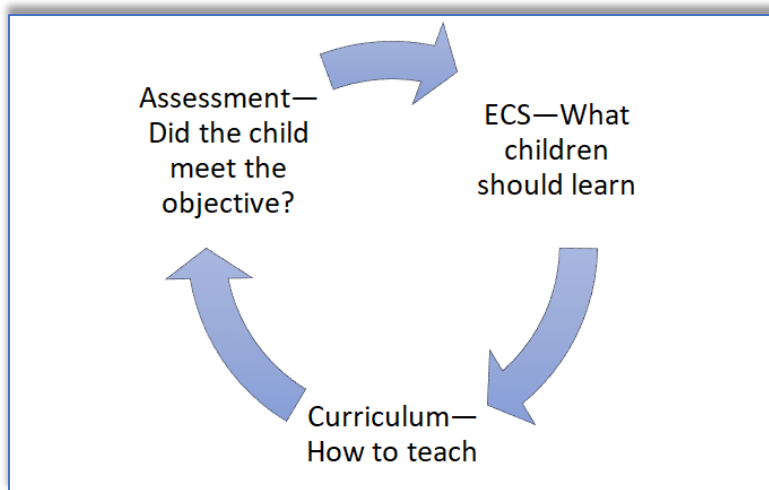 Assessment—
Did the child
meet the
objective?
ECS—What
children
should learn
Curriculum—
How to teach